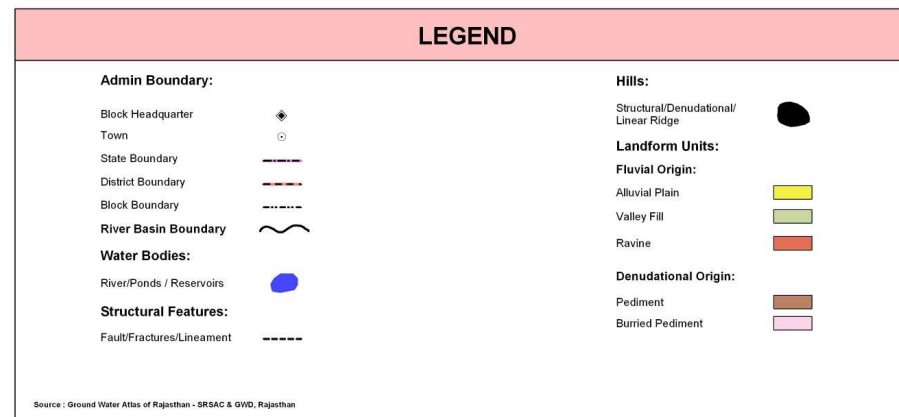 LEGEND
Admin Boundary:
Block Headquarter
Town
State Boundary
District Boundary
Block Boundary
River Basin Boundary
Water Bodies:
River/Ponds / Reservoirs
Structural Features:
Fault/Fractures/Lineament
Hills:
Structural/Denudational/
Linear Ridge
Landform Units:
Fluvial Origin:
Alluvial Plain
Valley Fill
Ravine
Denudational Origin:
Pediment
Burried Pediment
Source : Ground Water Atlas of Rajasthan - SRSAC & GWD, Rajasthan